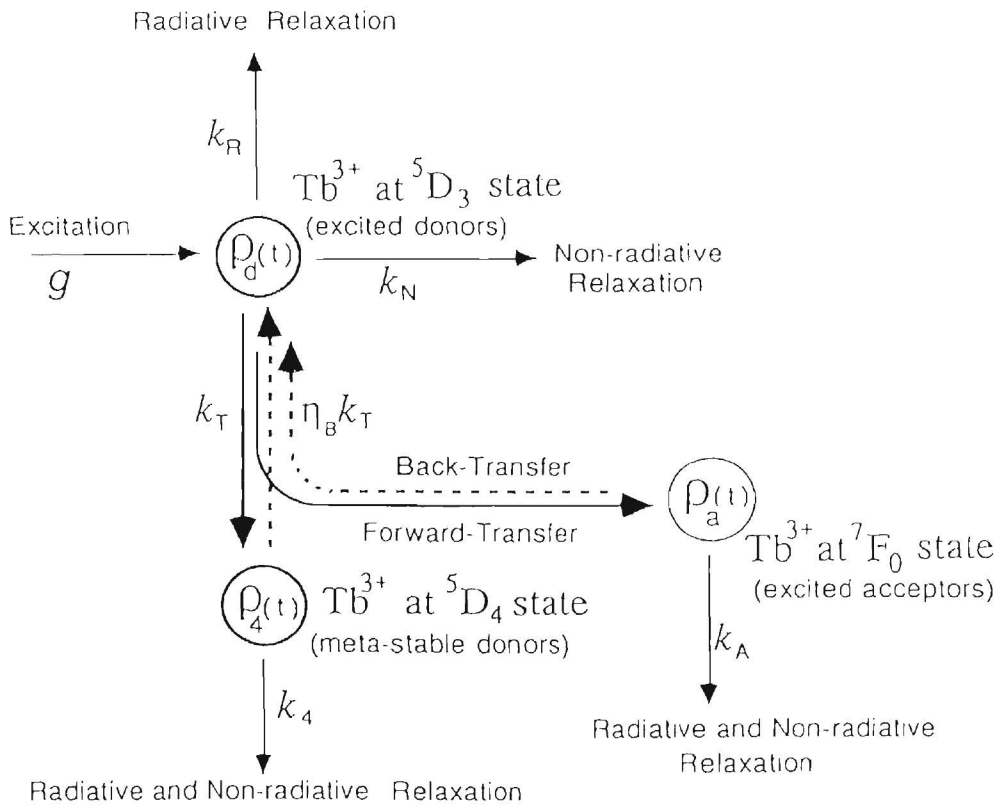 Radiative Relaxation
k_R
Tb^3+ at ^5D_3 state
(excited donors)
Excitation
g
ρ_d(t)
k_N
Non-radiative
Relaxation
k_T
η_B k_T
Back-Transfer
Forward-Transfer
ρ_a(t)
Tb^3+ at ^7F_0 state
(excited acceptors)
ρ_4(t)
Tb^3+ at ^5D_4 state
(meta-stable donors)
k_A
k_4
Radiative and Non-radiative
Relaxation
Radiative and Non-radiative Relaxation